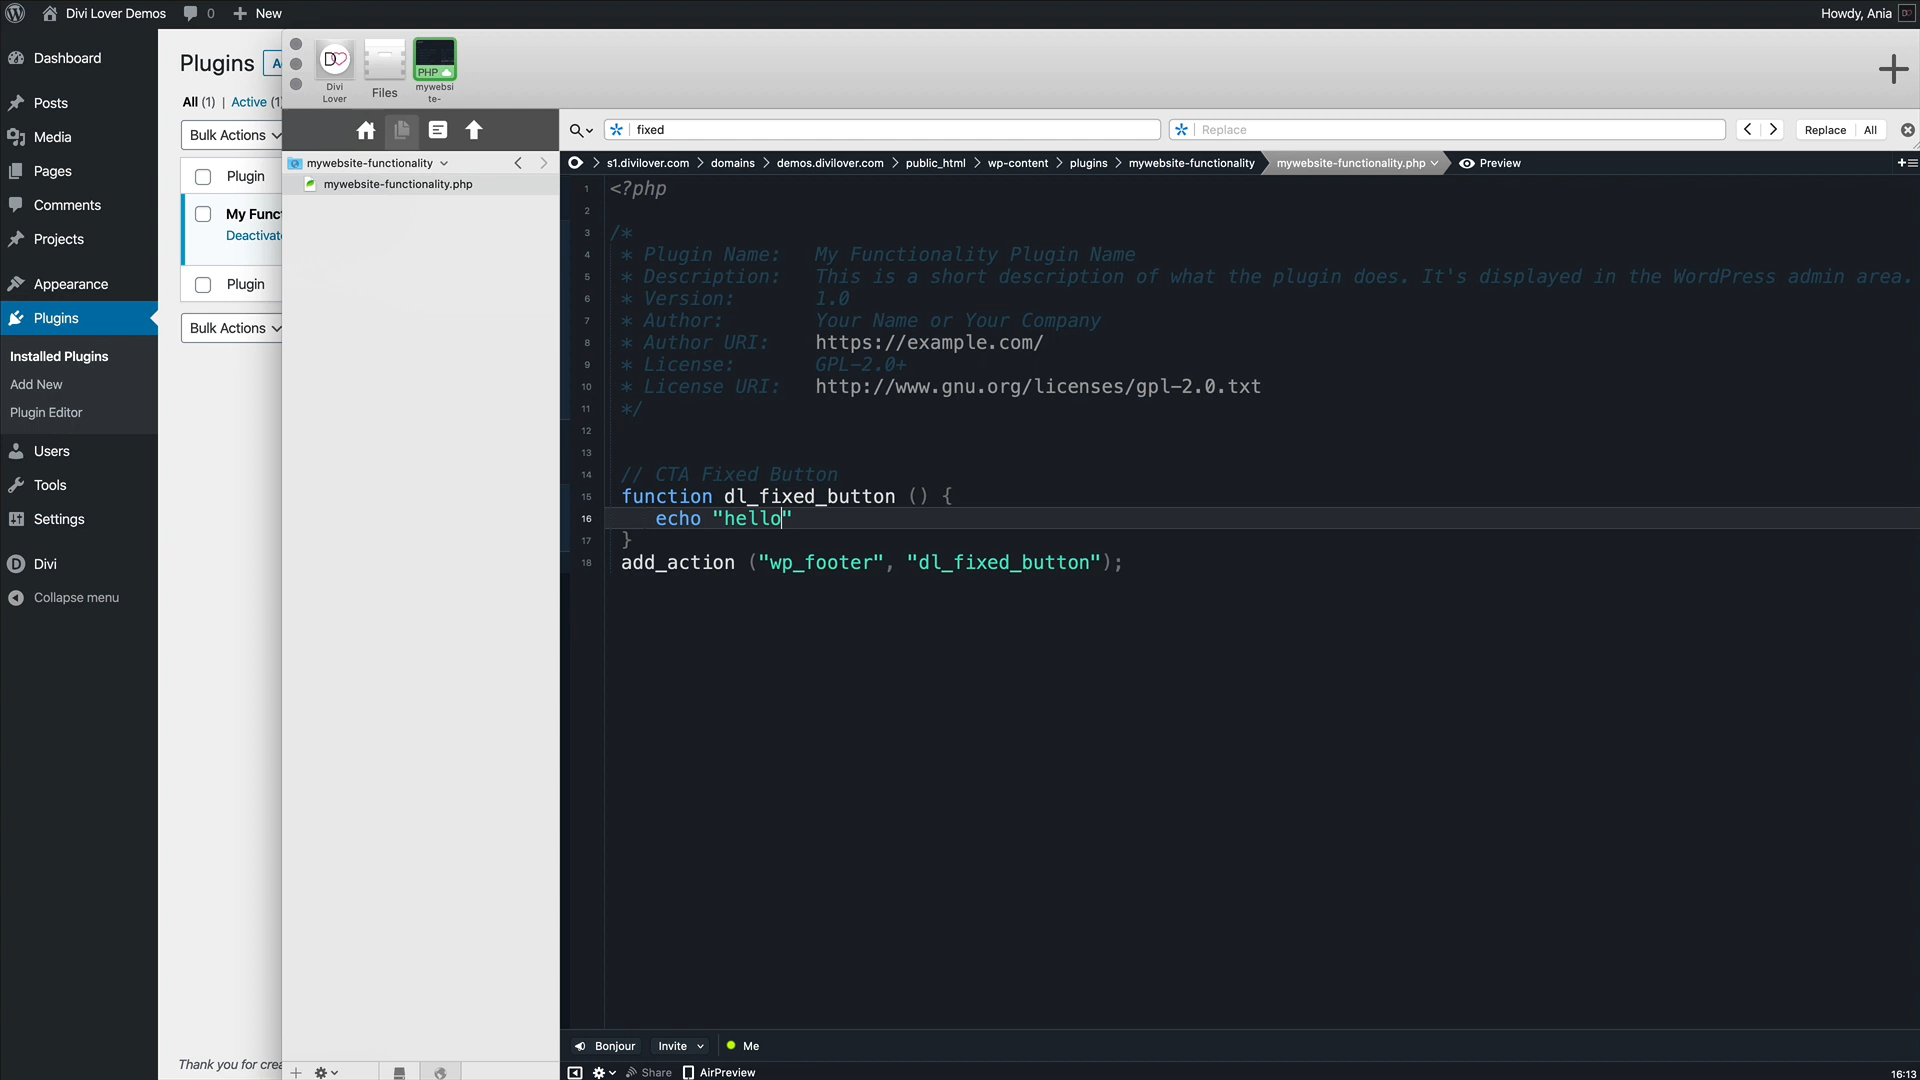 Divi Lover Demos 0 New Howdy, Ania
Dashboard
Posts
Media
Pages
Comments
Projects
Appearance
Plugins
Installed Plugins
Add New
Plugin Editor
Users
Tools
Settings
Divi
Collapse menu
Plugins A
All (1) | Active (1)
Bulk Actions
Plugin
My Func
Deactivate
Plugin
Bulk Actions
Thank you for crea
Divi
Lover
Files
PHP
mywebsi
te-
fixed Replace Replace All
mywebsite-functionality
mywebsite-functionality.php
s1.divilover.com domains demos.divilover.com public_html wp-content plugins mywebsite-functionality mywebsite-functionality.php Preview
1 <?php
2
3 /*
4 * Plugin Name: My Functionality Plugin Name
5 * Description: This is a short description of what the plugin does. It's displayed in the WordPress admin area.
6 * Version: 1.0
7 * Author: Your Name or Your Company
8 * Author URI: https://example.com/
9 * License: GPL-2.0+
10 * License URI: http://www.gnu.org/licenses/gpl-2.0.txt
11 */
12
13
14 // CTA Fixed Button
15 function dl_fixed_button () {
16 echo "hello"
17 }
18 add_action ("wp_footer", "dl_fixed_button");
Bonjour Invite Me
Share AirPreview 16:13